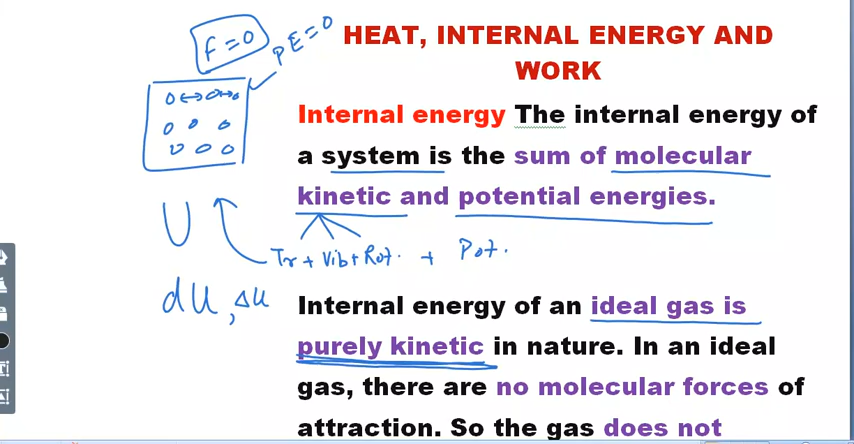 HEAT, INTERNAL ENERGY AND
WORK
F=0
PE=0
Internal energy The internal energy of
a system is the sum of molecular
kinetic and potential energies.
U
Tr + Vib + Rot. + Pot.
dU, ΔU
Internal energy of an ideal gas is
purely kinetic in nature. In an ideal
gas, there are no molecular forces of
attraction. So the gas does not